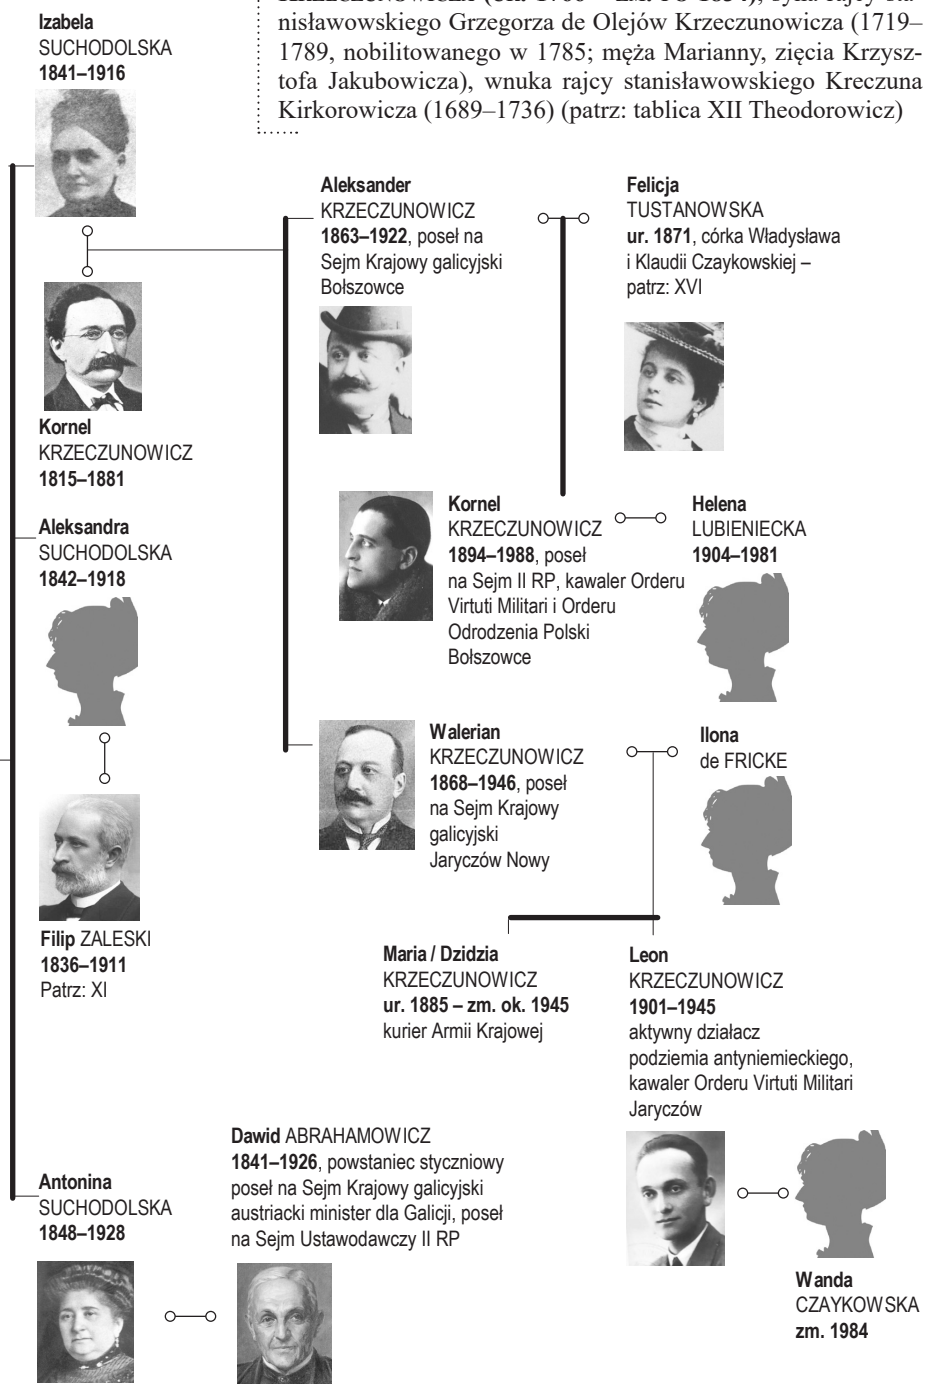 nisławowskiego Grzegorza de Olejów Krzeczunowicza (1719–
1789, nobilitowanego w 1785; męża Marianny, zięcia Krzysz-
tofa Jakubowicza), wnuka rajcy stanisławowskiego Kreczuna
Kirkorowicza (1689–1736) (patrz: tablica XII Theodorowicz)
Izabela
SUCHODOLSKA
1841–1916
Kornel
KRZECZUNOWICZ
1815–1881
Aleksandra
SUCHODOLSKA
1842–1918
Filip ZALESKI
1836–1911
Patrz: XI
Antonina
SUCHODOLSKA
1848–1928
Dawid ABRAHAMOWICZ
1841–1926, powstaniec styczniowy
poseł na Sejm Krajowy galicyjski
austriacki minister dla Galicji, poseł
na Sejm Ustawodawczy II RP
Aleksander
KRZECZUNOWICZ
1863–1922, poseł na
Sejm Krajowy galicyjski
Bołszowce
Felicja
TUSTANOWSKA
ur. 1871, córka Władysława
i Klaudii Czaykowskiej –
patrz: XVI
Kornel
KRZECZUNOWICZ
1894–1988, poseł
na Sejm II RP, kawaler Orderu
Virtuti Militari i Orderu
Odrodzenia Polski
Bołszowce
Helena
LUBIENIECKA
1904–1981
Walerian
KRZECZUNOWICZ
1868–1946, poseł
na Sejm Krajowy
galicyjski
Jaryczów Nowy
Ilona
de FRICKE
Maria / Dzidzia
KRZECZUNOWICZ
ur. 1885 – zm. ok. 1945
kurier Armii Krajowej
Leon
KRZECZUNOWICZ
1901–1945
aktywny działacz
podziemia antyniemieckiego,
kawaler Orderu Virtuti Militari
Jaryczów
Wanda
CZAYKOWSKA
zm. 1984